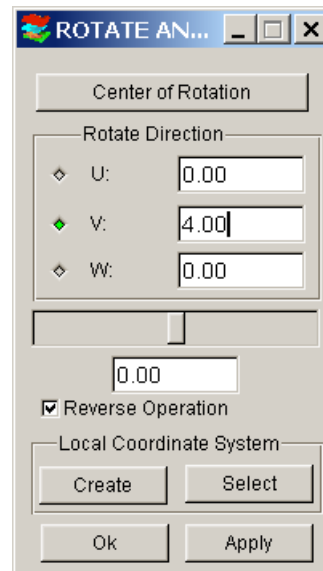 ROTATE AN...
Center of Rotation
Rotate Direction
U: 0.00
V: 4.00
W: 0.00
0.00
Reverse Operation
Local Coordinate System
Create Select
Ok Apply